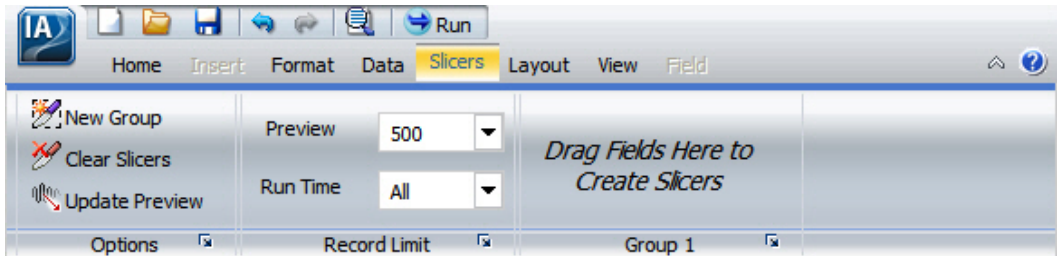 IA
Run
Home Insert Format Data Slicers Layout View Field
New Group
Clear Slicers
Update Preview
Options
Preview 500
Run Time All
Record Limit
Drag Fields Here to
Create Slicers
Group 1